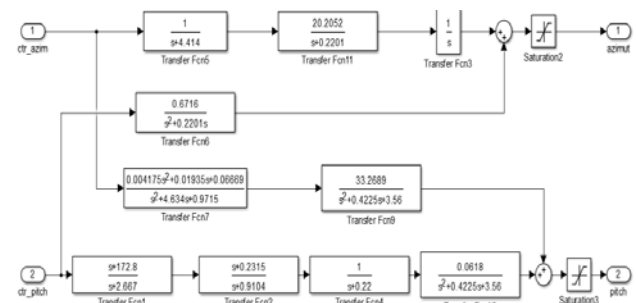 1
ctr_azim
1
s+4.414
Transfer Fcn5
20.2052
s+0.2201
Transfer Fcn11
1
s
Transfer Fcn3
++
Saturation2
1
azimut
0.6716
s²+0.2201s
Transfer Fcn6
0.004175s²+0.01935s+0.06669
s²+4.634s+0.9715
Transfer Fcn7
33.2689
s²+0.4225s+3.56
Transfer Fcn9
2
ctr_pitch
s+172.8
s+2.667
Transfer Fcn1
s+0.2315
s+0.9104
Transfer Fcn2
1
s+0.22
Transfer Fcn4
0.0618
s²+0.4225s+3.56
++
Saturation3
2
pitch